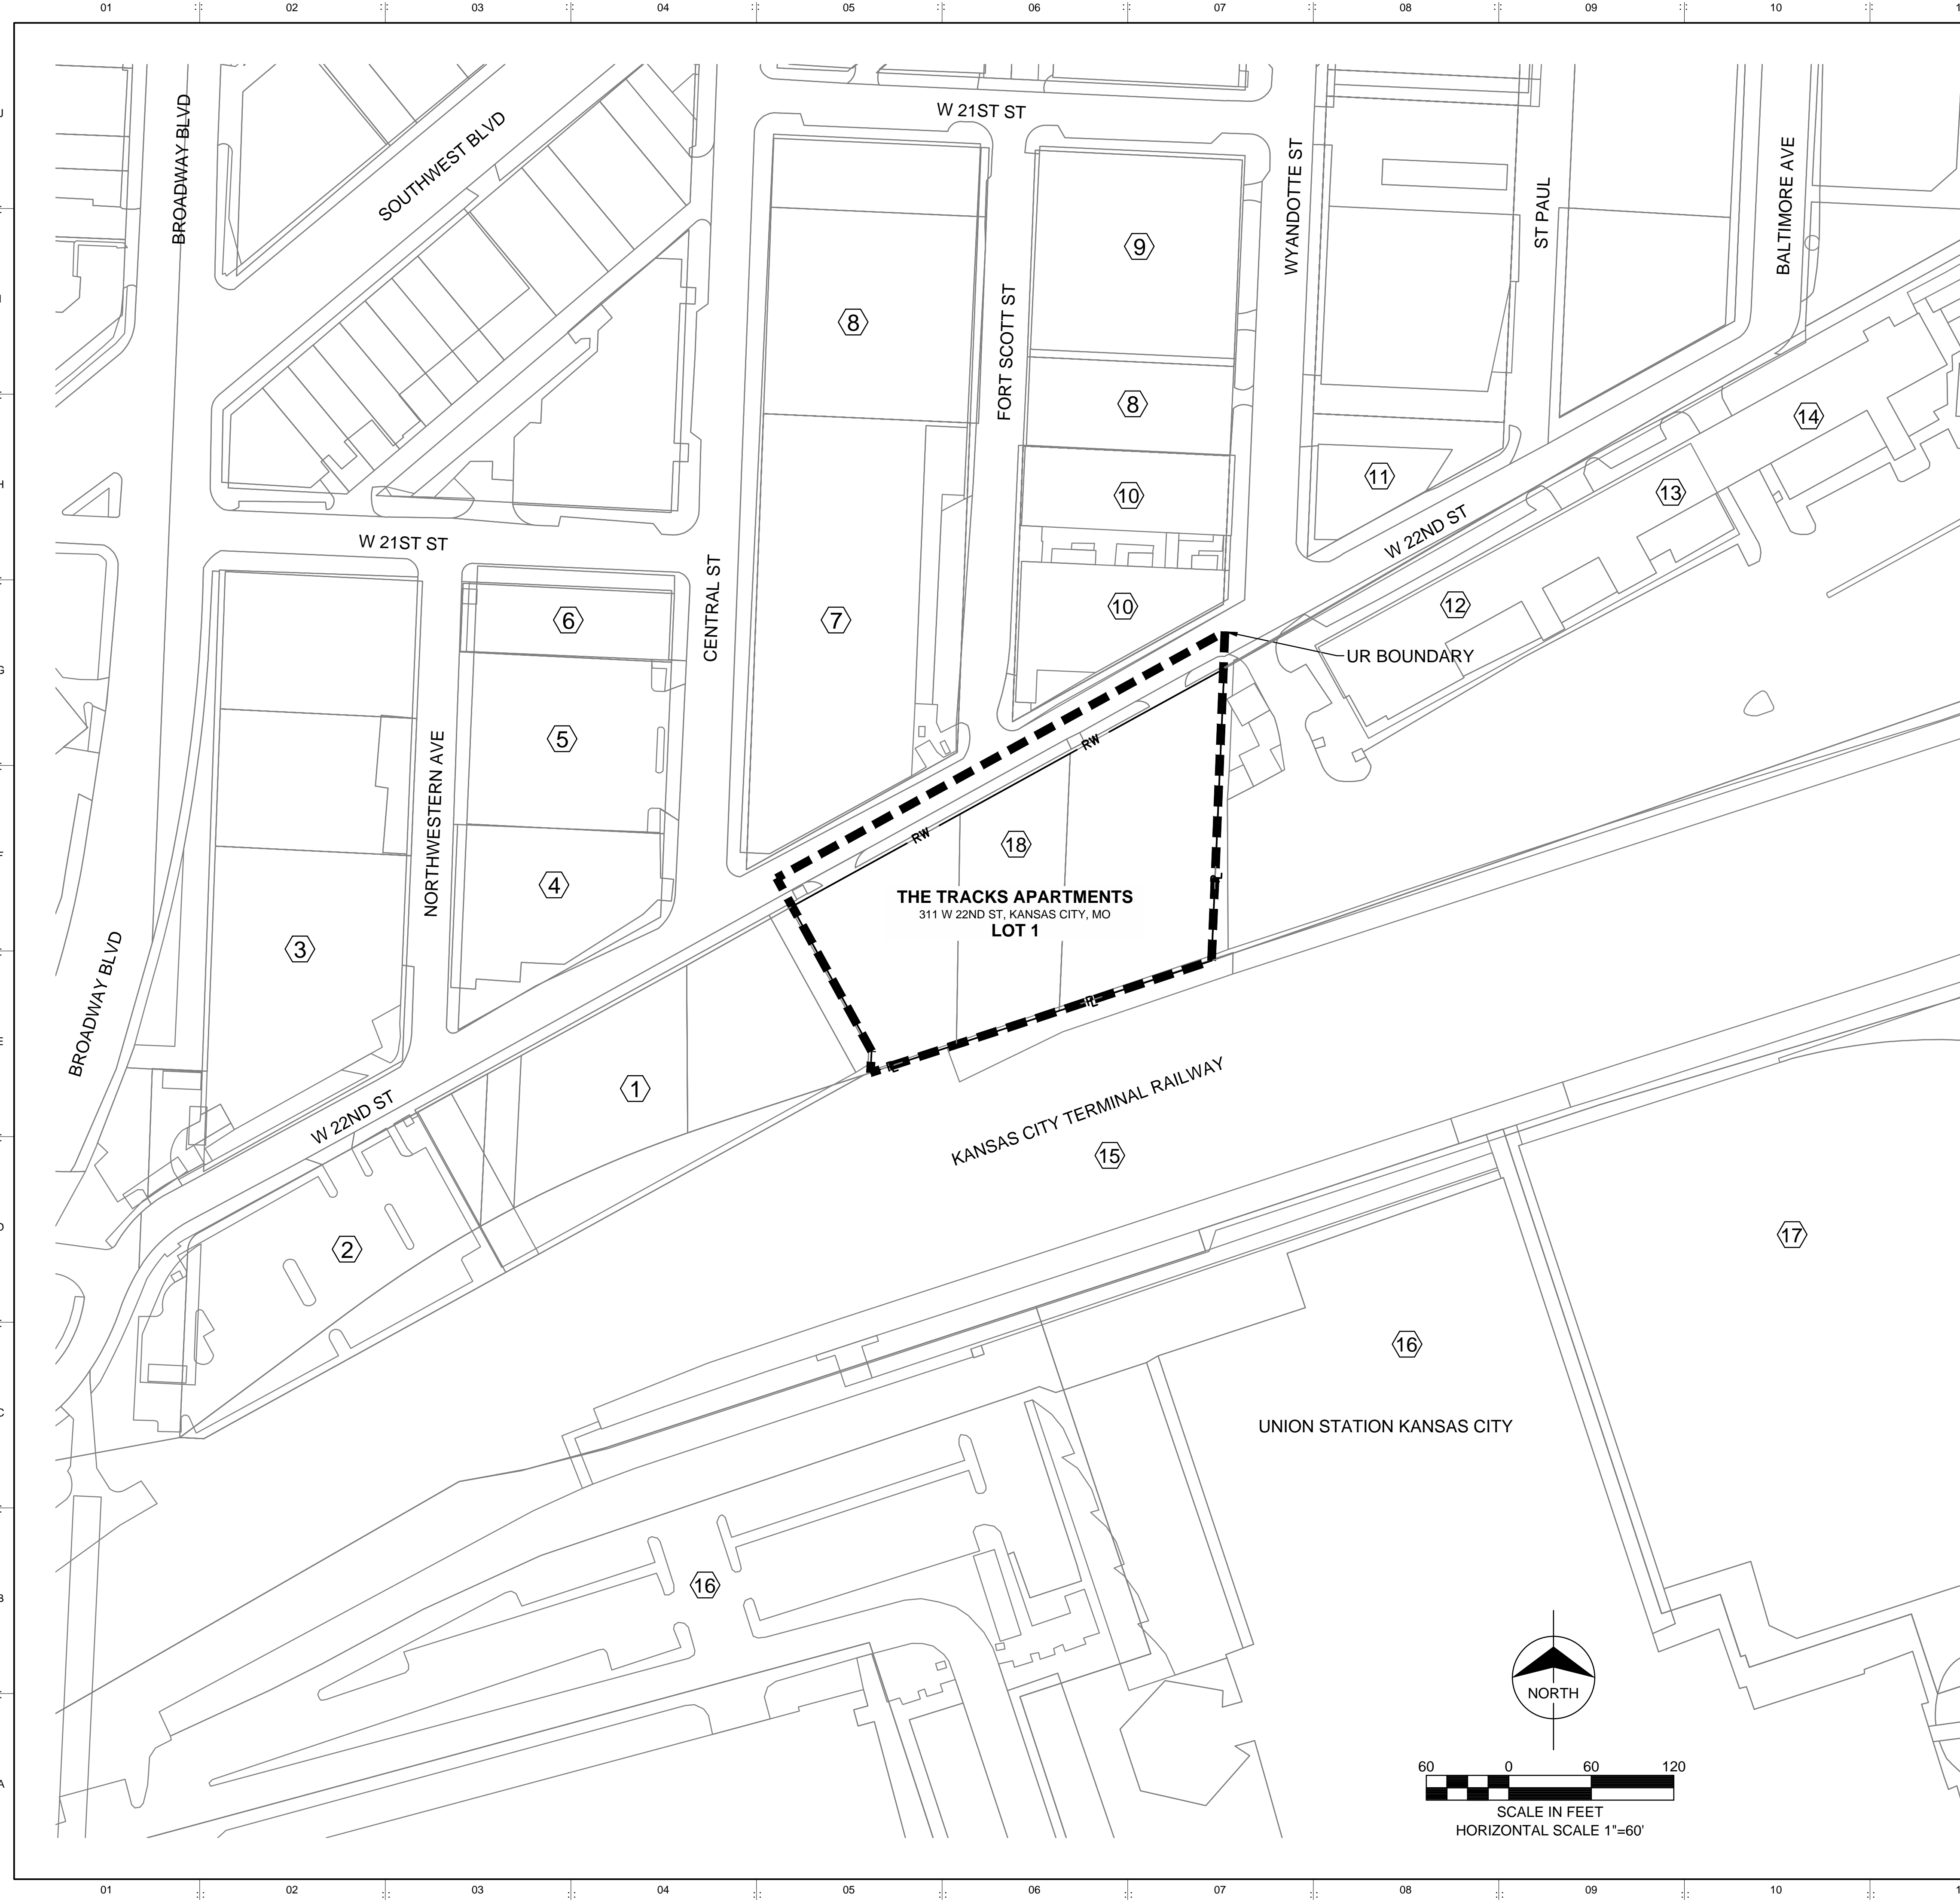 01 02 03 04 05 06 07 08 09 10
J
W 21ST ST
BROADWAY BLVD
SOUTHWEST BLVD
WYANDOTTE ST
ST PAUL
BALTIMORE AVE
9
8
FORT SCOTT ST
8
14
H
11
13
10
W 22ND ST
W 21ST ST
CENTRAL ST
6
7
10
12
G
UR BOUNDARY
5
NORTHWESTERN AVE
RW
RW
18
F
4
THE TRACKS APARTMENTS
311 W 22ND ST, KANSAS CITY, MO
LOT 1
3
BROADWAY BLVD
PL
E
1
W 22ND ST
KANSAS CITY TERMINAL RAILWAY
15
D
2
17
16
C
UNION STATION KANSAS CITY
16
B
NORTH
A
60 0 60 120
SCALE IN FEET
HORIZONTAL SCALE 1"=60'
01 02 03 04 05 06 07 08 09 10